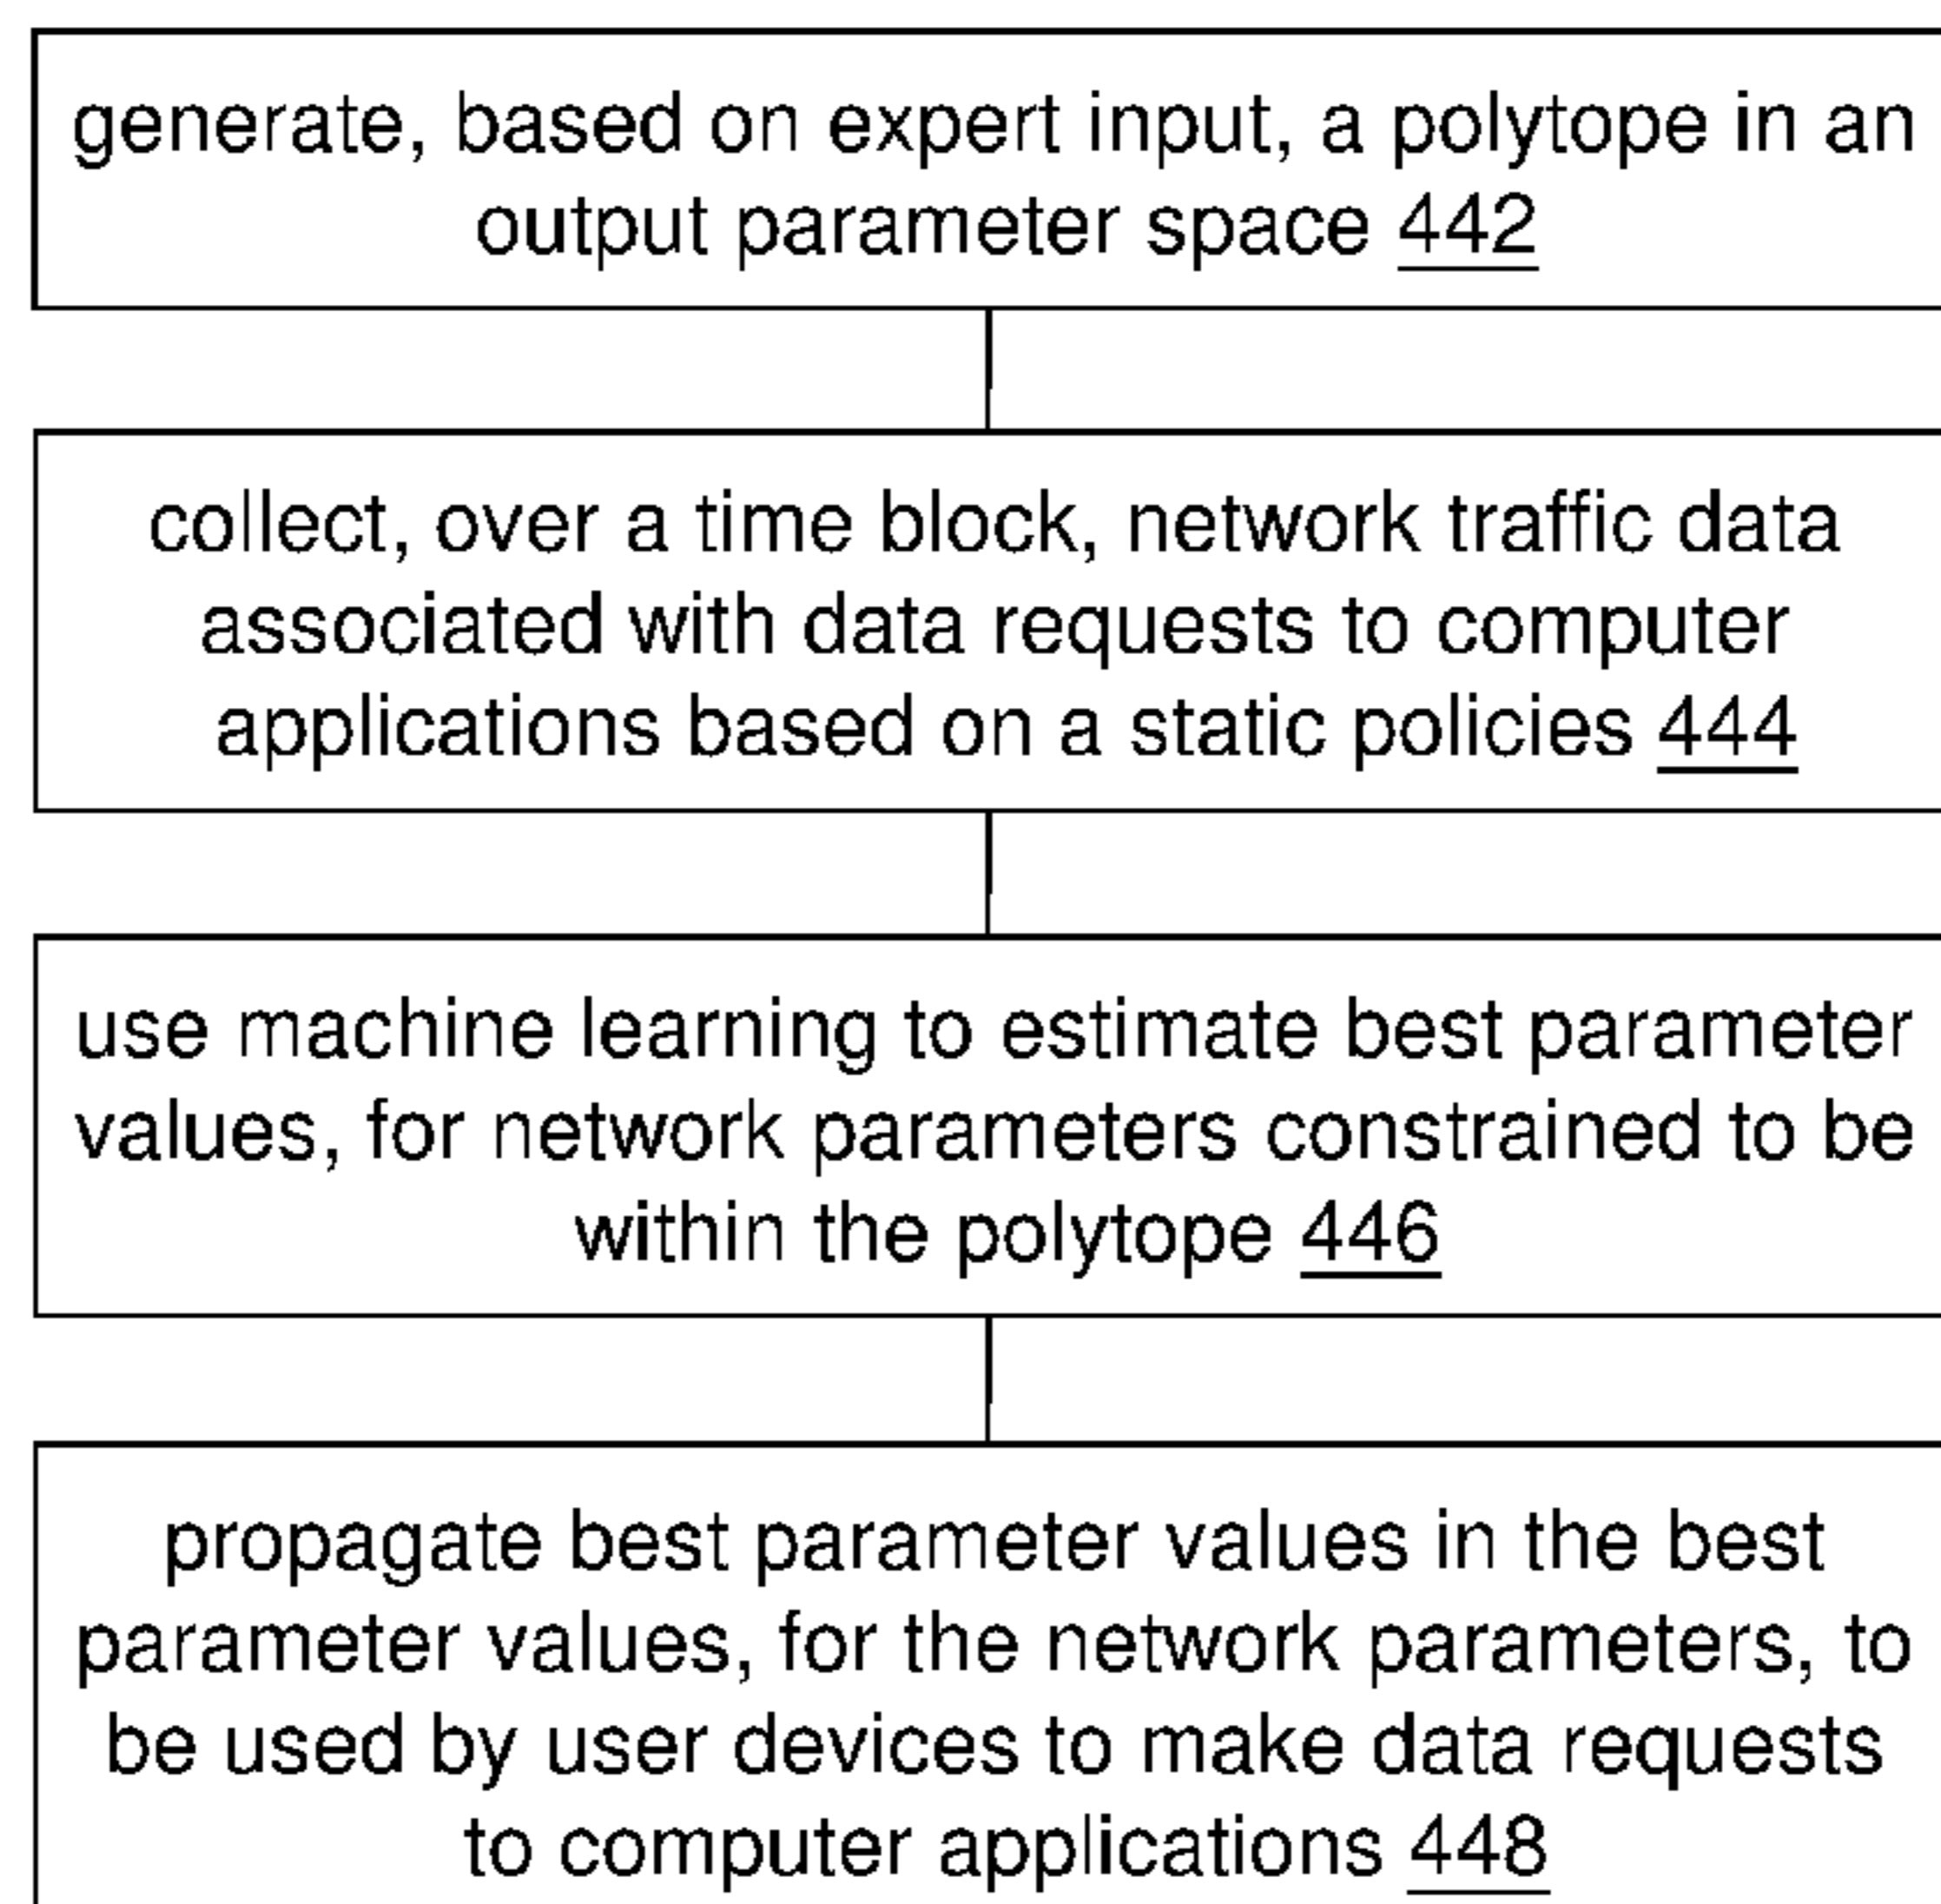 generate, based on expert input, a polytope in an
output parameter space 442
collect, over a time block, network traffic data
associated with data requests to computer
applications based on a static policies 444
use machine learning to estimate best parameter
values, for network parameters constrained to be
within the polytope 446
propagate best parameter values in the best
parameter values, for the network parameters, to
be used by user devices to make data requests
to computer applications 448